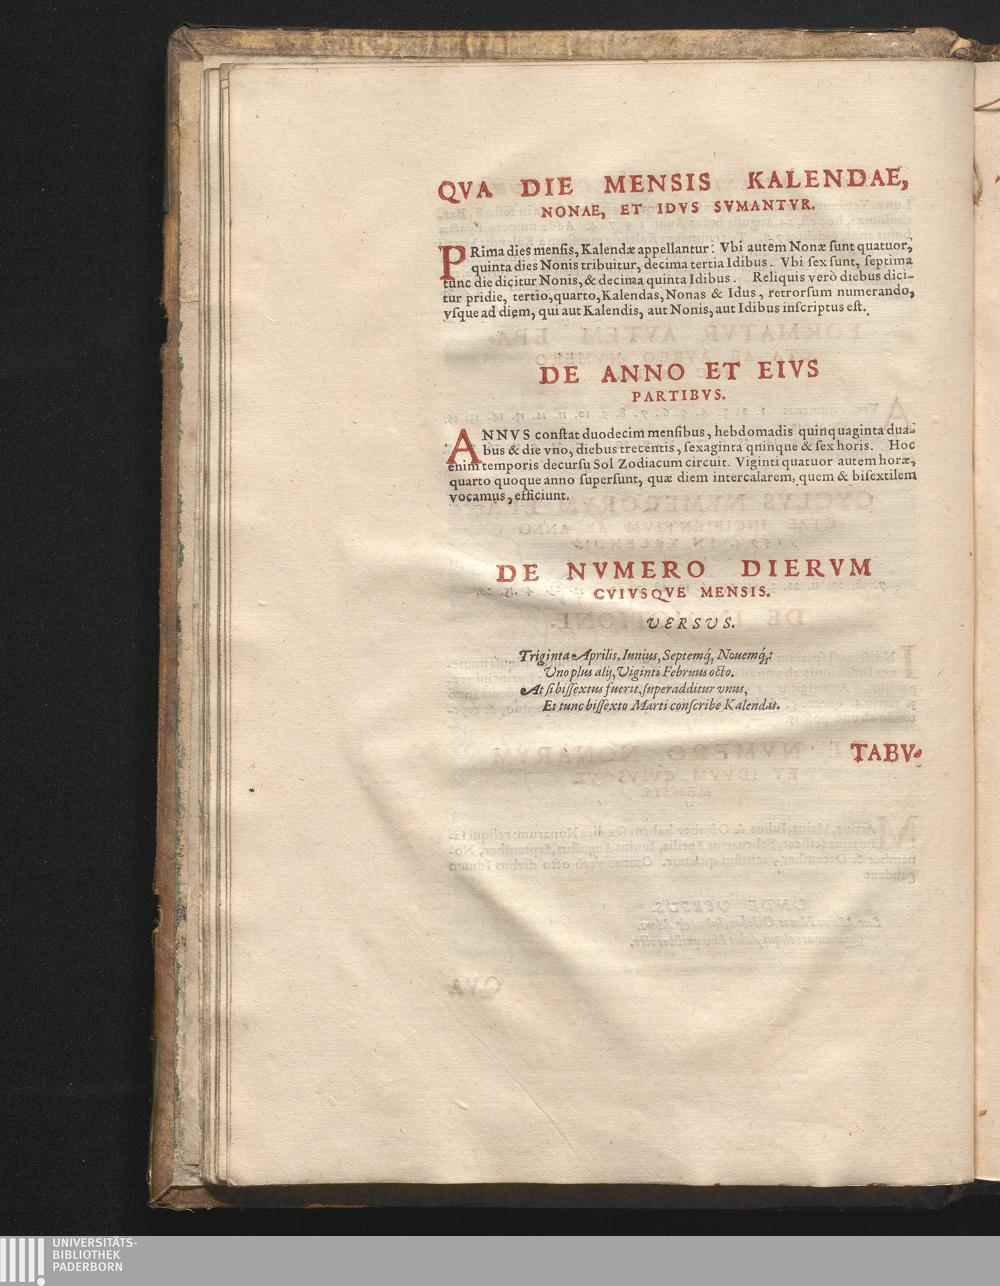 QVA DIE MENSIS KALENDAE,
NONAE, ET IDVS SVMANTVR.
PRima dies menſis, Kalendæ appellantur: Vbi autem Nonæ ſunt quatuor,
quinta dies Nonis tribuitur, decima tertia Idibus. Vbi ſex ſunt, ſeptima
tunc die dicitur Nonis, & decima quinta Idibus. Reliquis verò diebus dici-
tur pridie, tertio, quarto, Kalendas, Nonas & Idus, retrorſum numerando,
vſque ad diem, qui aut Kalendis, aut Nonis, aut Idibus inſcriptus eſt.
DE ANNO ET EIVS
PARTIBVS.
ANNVS conſtat duodecim menſibus, hebdomadis quinquaginta dua-
bus & die vno, diebus trecentis, ſexaginta quinque & ſex horis. Hoc
enim temporis decurſu Sol Zodiacum circuit. Viginti quatuor autem horæ,
quarto quoque anno ſuperſunt, quæ diem intercalarem, quem & biſextilem
vocamus, efficiunt.
DE NVMERO DIERVM
CVIVSQVE MENSIS.
VERSVS.
Triginta Aprilis, Iunius, Septemq́, Nouemq́;:
Vno plus alij, Viginti Februus octo.
At ſi biſſextus fuerit, ſuperadditur vnus,
Et tunc biſſexto Marti conſcribe Kalendas.
TABV-
UNIVERSITÄTS-
BIBLIOTHEK
PADERBORN